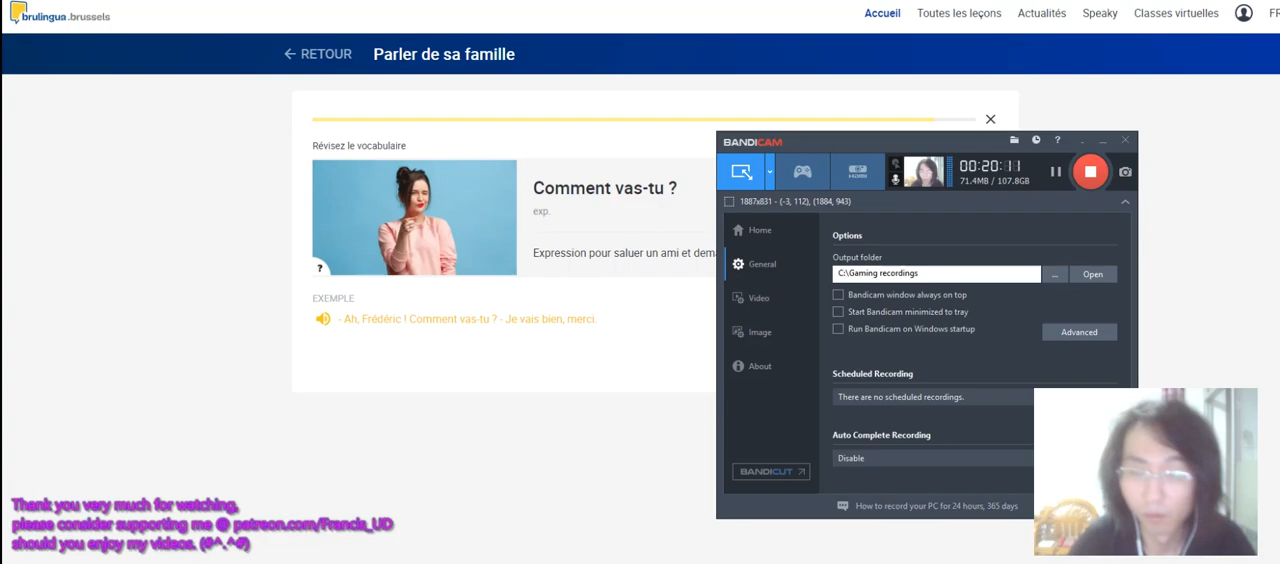 brulingua.brussels
Accueil
Toutes les leçons
Actualités
Speaky
Classes virtuelles
FR
← RETOUR
Parler de sa famille
Révisez le vocabulaire
Comment vas-tu ?
exp.
Expression pour saluer un ami et dema
?
EXEMPLE
- Ah, Frédéric ! Comment vas-tu ? - Je vais bien, merci.
BANDICAM
HDMI
00:20:11
71.4MB / 107.8GB
1887x831 - (-3, 112), (1884, 943)
Home
General
Video
Image
About
BANDICUT
Options
Output folder
C:\Gaming recordings
...
Open
Bandicam window always on top
Start Bandicam minimized to tray
Run Bandicam on Windows startup
Advanced
Scheduled Recording
There are no scheduled recordings.
Auto Complete Recording
Disable
How to record your PC for 24 hours, 365 days
Thank you very much for watching,
please consider supporting me @ patreon.com/Francis_UD
should you enjoy my videos. (#^.^#)